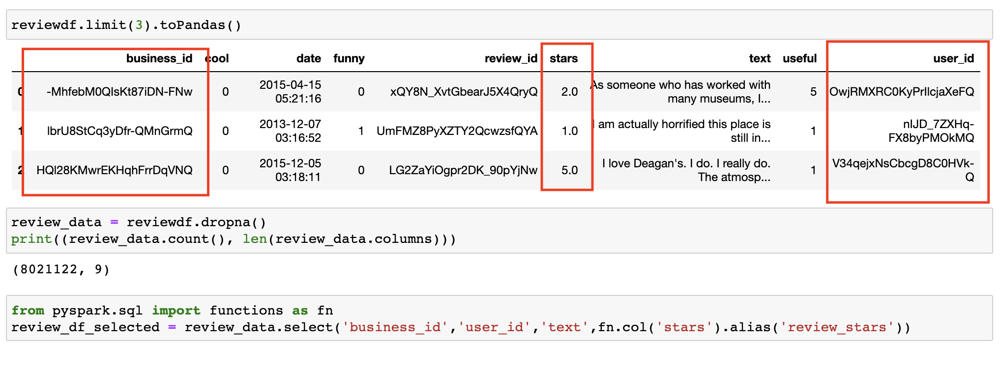 reviewdf.limit(3).toPandas()
business_id cool date funny review_id stars text useful user_id
0 -MhfebM0QIsKt87iDN-FNw 0 2015-04-15 05:21:16 0 xQY8N_XvtGbearJ5X4QryQ 2.0 As someone who has worked with many museums, I... 5 OwjRMXRC0KyPrIlcjaXeFQ
1 lbrU8StCq3yDfr-QMnGrmQ 0 2013-12-07 03:16:52 1 UmFMZ8PyXZTY2QcwzsfQYA 1.0 I am actually horrified this place is still in... 1 nIJD_7ZXHq-FX8byPMOkMQ
2 HQl28KMwrEKHqhFrrDqVNQ 0 2015-12-05 03:18:11 0 LG2ZaYiOgpr2DK_90pYjNw 5.0 I love Deagan's. I do. I really do. The atmosp... 1 V34qejxNsCbcgD8C0HVk-Q
review_data = reviewdf.dropna()
print((review_data.count(), len(review_data.columns)))
(8021122, 9)
from pyspark.sql import functions as fn
review_df_selected = review_data.select('business_id','user_id','text',fn.col('stars').alias('review_stars'))